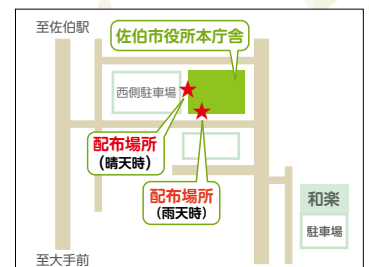 至佐伯駅
佐伯市役所本庁舎
西側駐車場
配布場所
(晴天時)
配布場所
(雨天時)
和楽
駐車場
至大手前